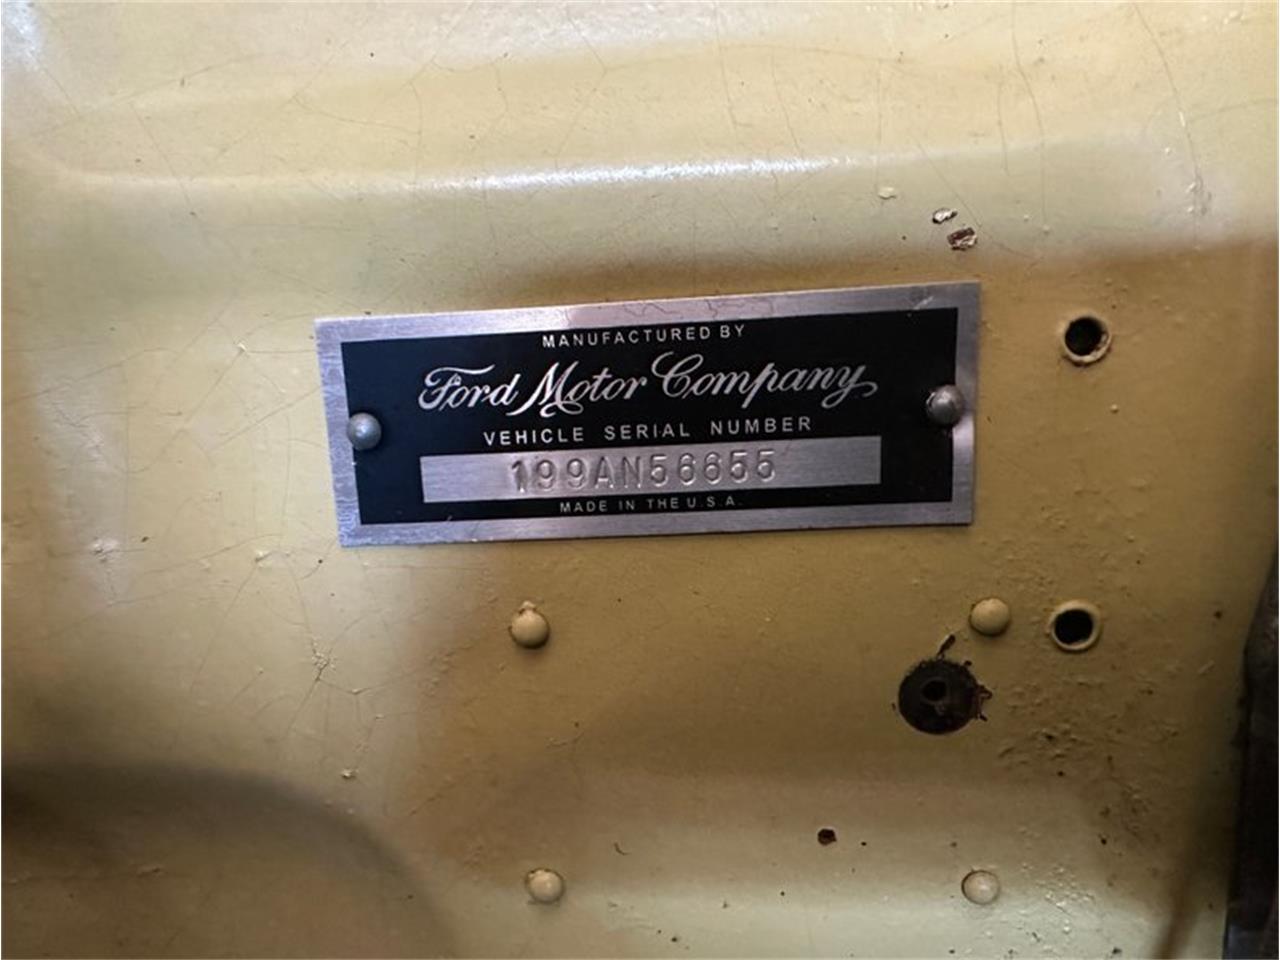 MANUFACTURED BY
Ford Motor Company
VEHICLE SERIAL NUMBER
199AN56655
MADE IN THE U.S.A.